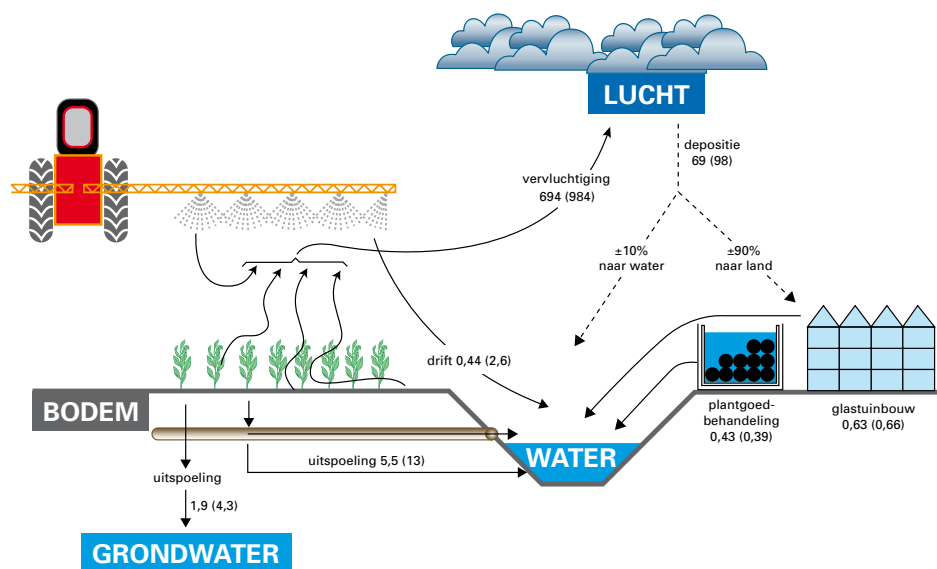 LUCHT
depositie
69 (98)
vervluchtiging
694 (984)
±10%
naar water
±90%
naar land
drift 0,44 (2,6)
BODEM
plantgoed-
behandeling
0,43 (0,39)
glastuinbouw
0,63 (0,66)
WATER
uitspoeling 5,5 (13)
uitspoeling
1,9 (4,3)
GRONDWATER